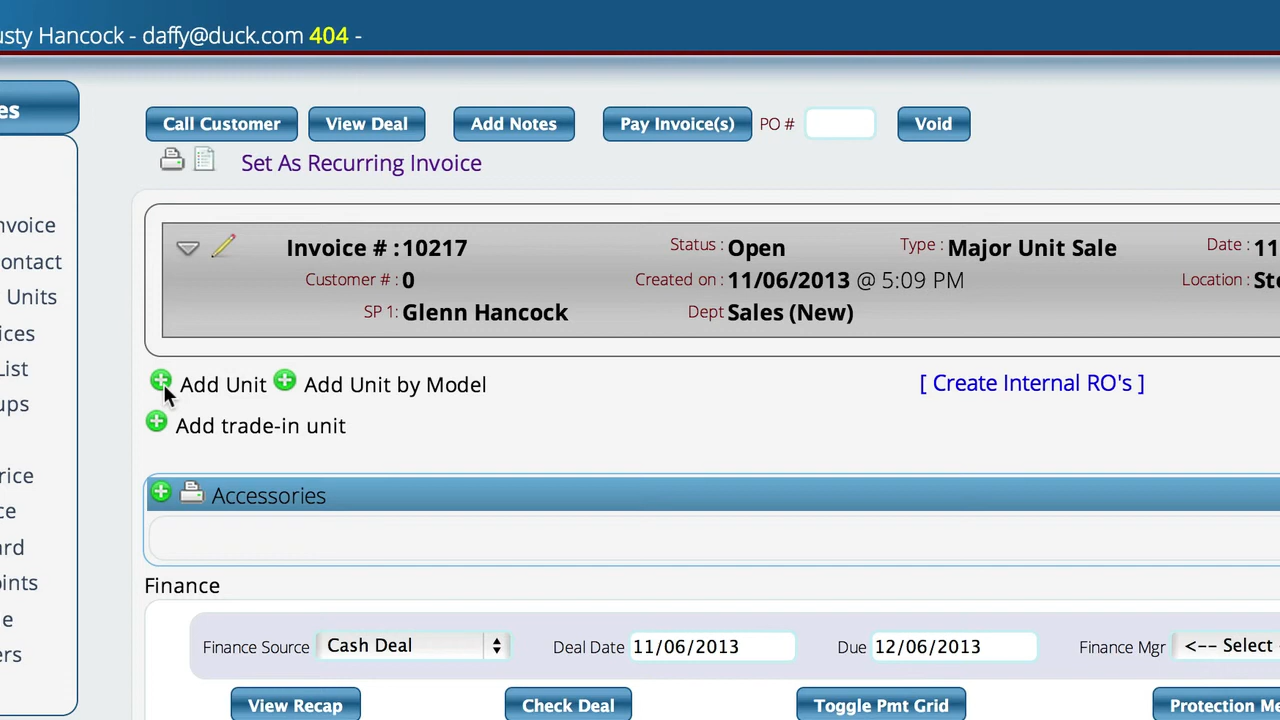 usty Hancock - daffy@duck.com 404 -
es
Call Customer View Deal Add Notes Pay Invoice(s) PO # Void
Set As Recurring Invoice
nvoice
ontact
Units
ices
List
ups
rice
ce
ard
oints
e
ers
Invoice # :10217 Status : Open Type : Major Unit Sale Date : 11
Customer # : 0 Created on : 11/06/2013 @ 5:09 PM Location : Ste
SP 1: Glenn Hancock Dept Sales (New)
Add Unit Add Unit by Model [ Create Internal RO's ]
Add trade-in unit
Accessories
Finance
Finance Source Cash Deal Deal Date 11/06/2013 Due 12/06/2013 Finance Mgr <-- Select
View Recap Check Deal Toggle Pmt Grid Protection Me